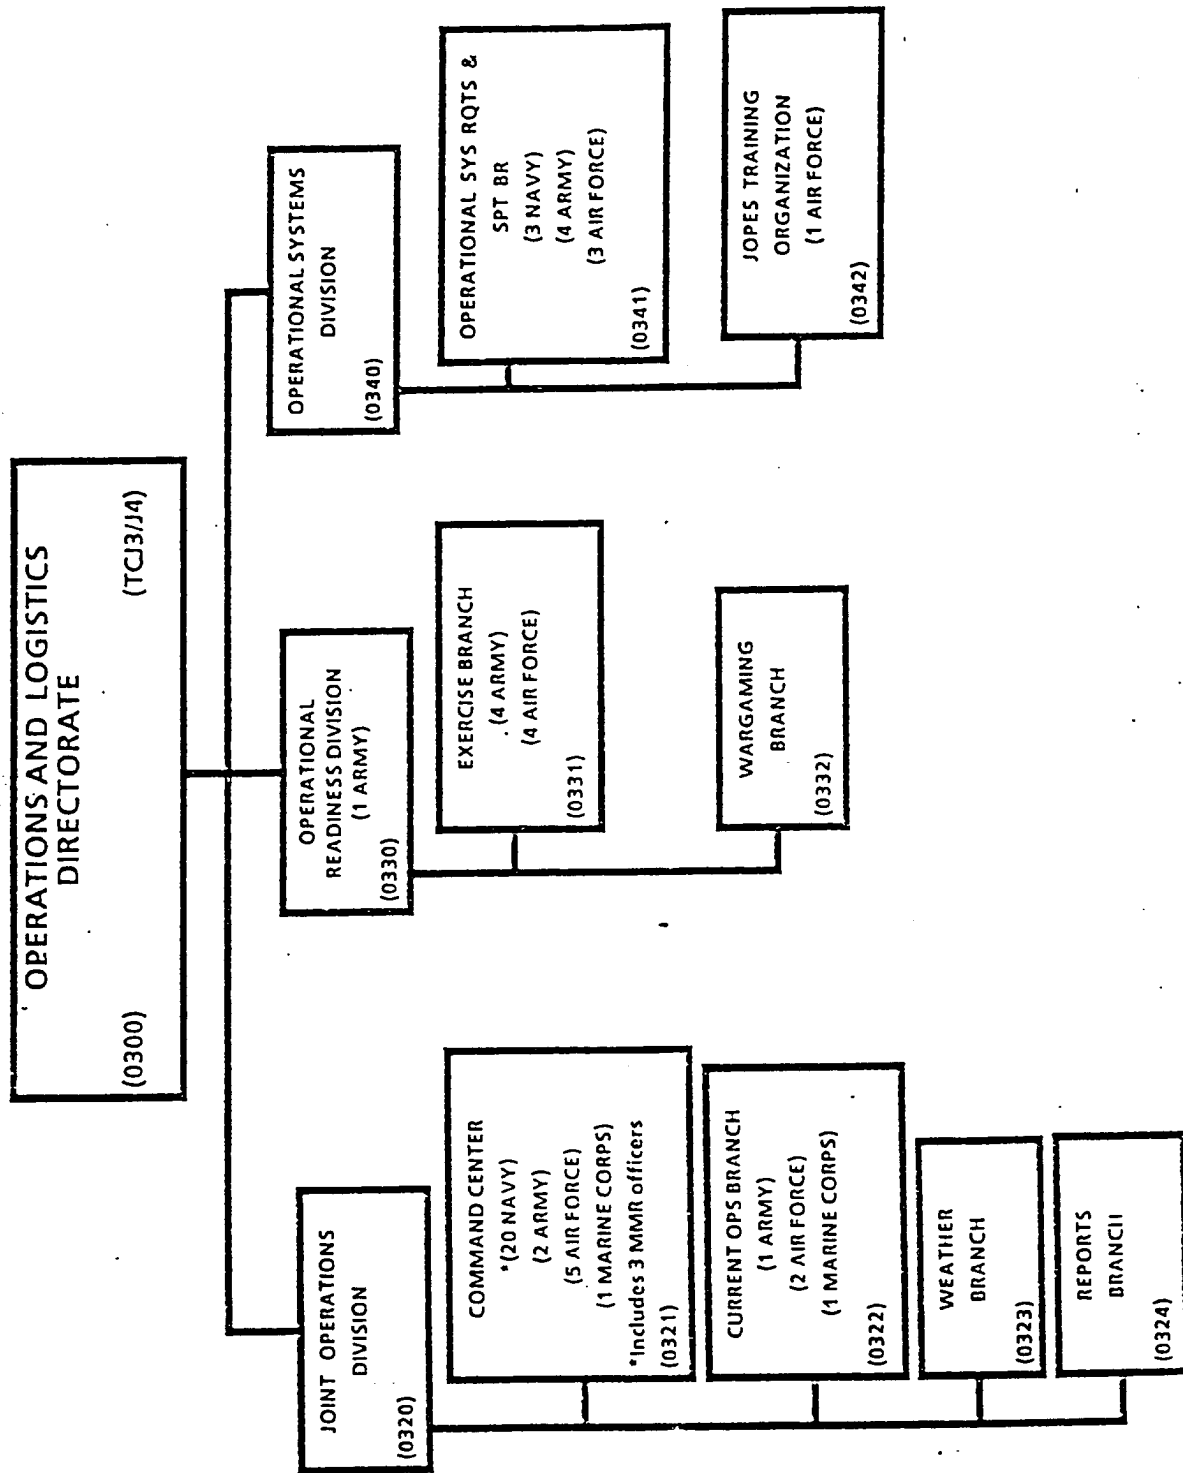 OPERATIONS AND LOGISTICS
DIRECTORATE
(0300) (TCJ3/J4)
JOINT OPERATIONS
DIVISION
(0320)
COMMAND CENTER
*(20 NAVY)
(2 ARMY)
(5 AIR FORCE)
(1 MARINE CORPS)
*Includes 3 MMR officers
(0321)
CURRENT OPS BRANCH
(1 ARMY)
(2 AIR FORCE)
(1 MARINE CORPS)
(0322)
WEATHER
BRANCH
(0323)
REPORTS
BRANCH
(0324)
OPERATIONAL
READINESS DIVISION
(1 ARMY)
(0330)
EXERCISE BRANCH
(4 ARMY)
(4 AIR FORCE)
(0331)
WARGAMING
BRANCH
(0332)
OPERATIONAL SYSTEMS
DIVISION
(0340)
OPERATIONAL SYS RQTS &
SPT BR
(3 NAVY)
(4 ARMY)
(3 AIR FORCE)
(0341)
JOPES TRAINING
ORGANIZATION
(1 AIR FORCE)
(0342)